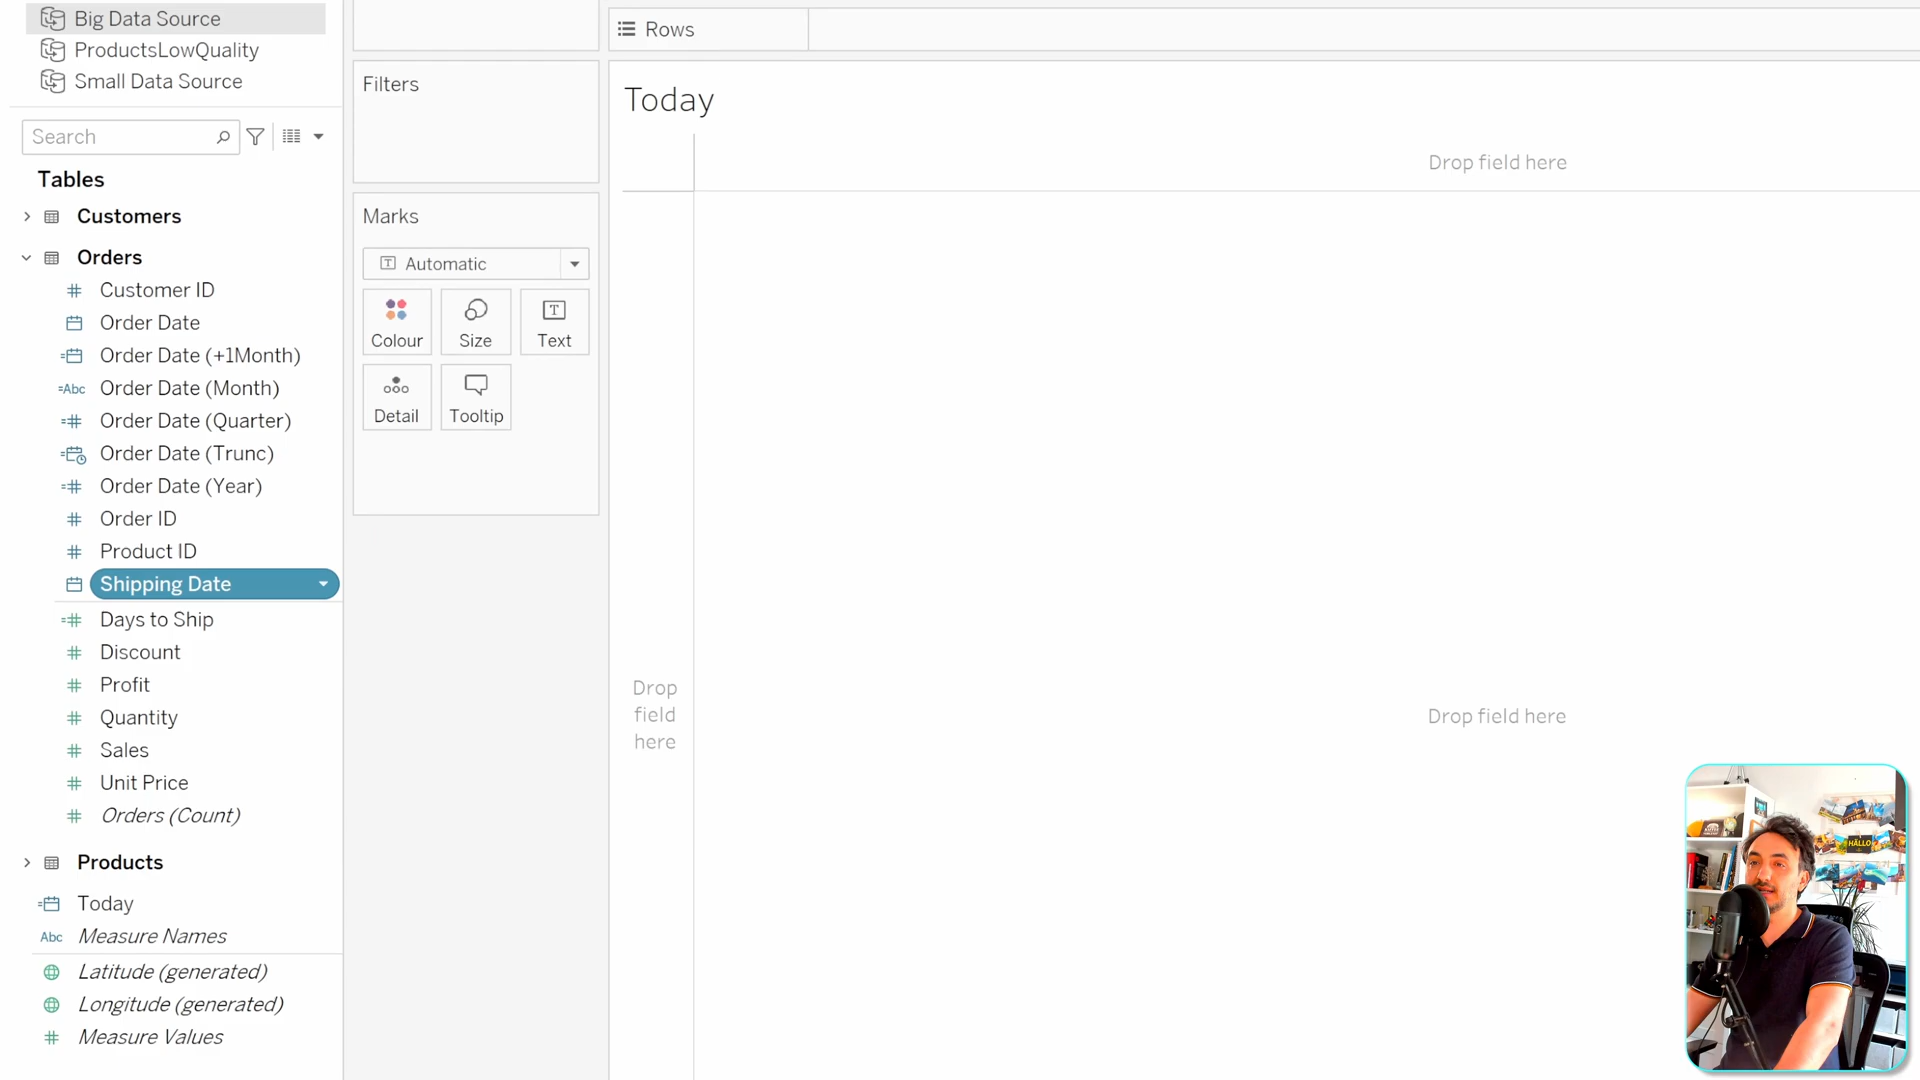 Big Data Source
ProductsLowQuality
Small Data Source
Search
Tables
Customers
Orders
Customer ID
Order Date
Order Date (+1Month)
=Abc Order Date (Month)
Order Date (Quarter)
Order Date (Trunc)
Order Date (Year)
Order ID
Product ID
Shipping Date
Days to Ship
Discount
Profit
Quantity
Sales
Unit Price
Orders (Count)
Products
Today
Abc Measure Names
Latitude (generated)
Longitude (generated)
Measure Values
Filters
Marks
Automatic
Colour
Size
Text
Detail
Tooltip
Rows
Today
Drop field here
Drop
field
here
Drop field here
HALLO